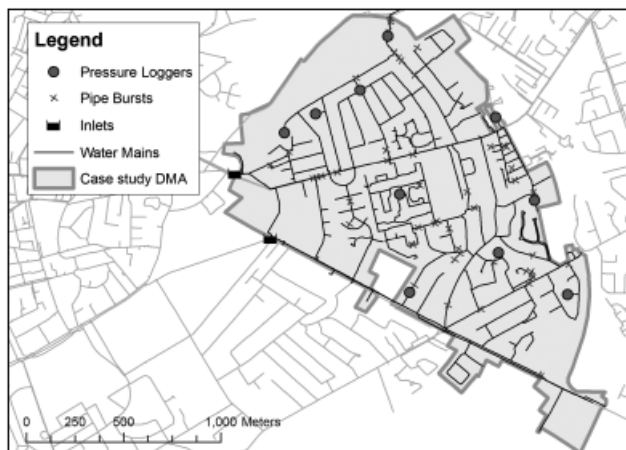 Legend
Pressure Loggers
Pipe Bursts
Inlets
Water Mains
Case study DMA
0 250 500 1,000 Meters